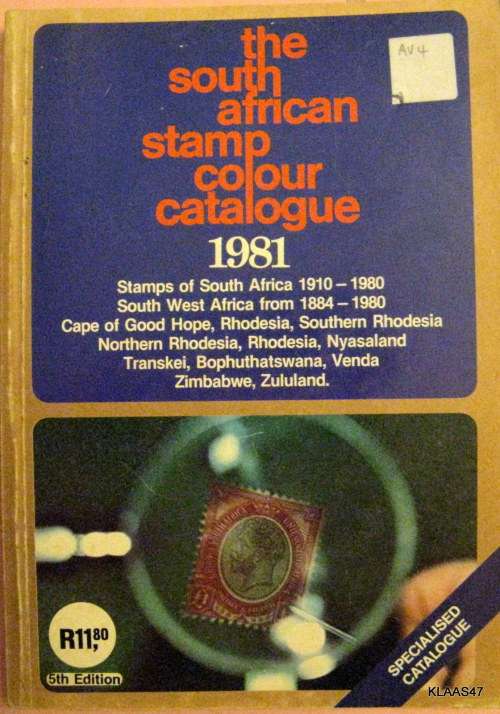 the
south
african
stamp
colour
catalogue
1981
AV4
Stamps of South Africa 1910 – 1980
South West Africa from 1884 – 1980
Cape of Good Hope, Rhodesia, Southern Rhodesia
Northern Rhodesia, Rhodesia, Nyasaland
Transkei, Bophuthatswana, Venda
Zimbabwe, Zululand.
R11,80
5th Edition
SPECIALISED
CATALOGUE
KLAAS47